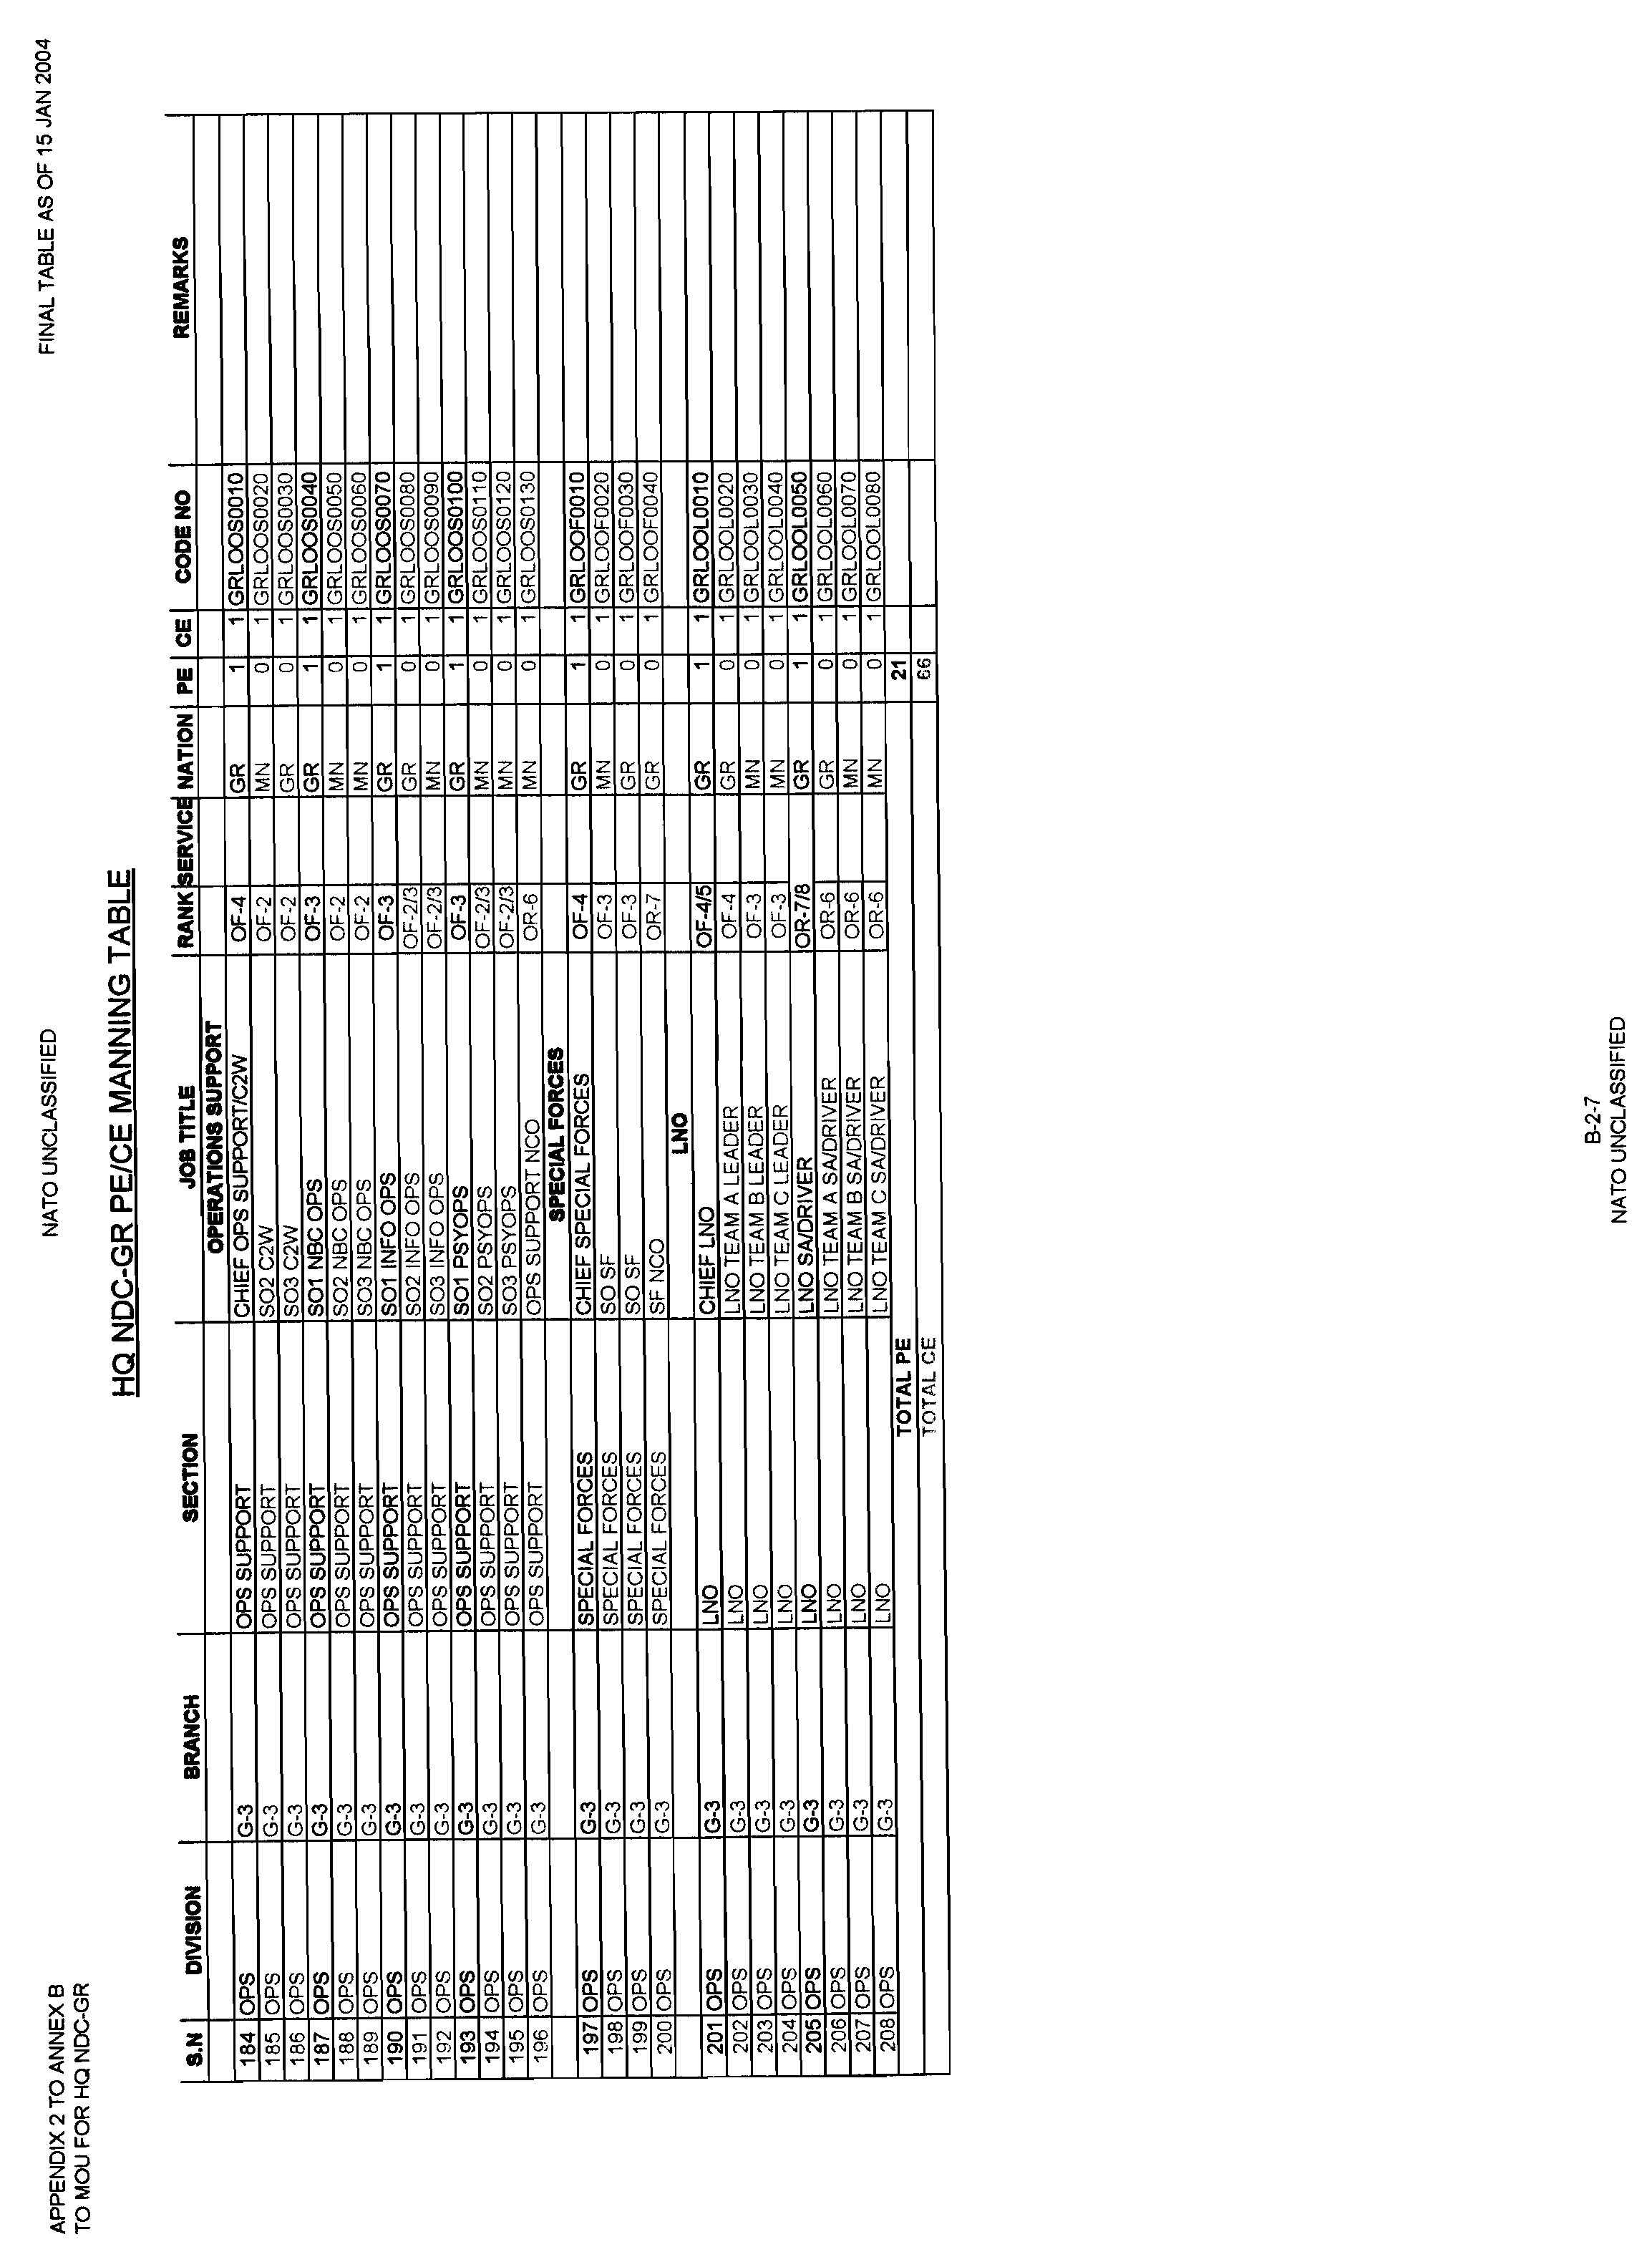 APPENDIX 2 TO ANNEX B NATO UNCLASSIFIED FINAL TABLE AS OF 15 JAN 2004
TO MOU FOR HQ NDC-GR
HQ NDC-GR PE/CE MANNING TABLE
S.N DIVISION BRANCH SECTION JOB TITLE RANK SERVICE NATION PE CE CODE NO REMARKS
OPERATIONS SUPPORT
184 OPS G-3 OPS SUPPORT CHIEF OPS SUPPORT/C2W OF-4 GR 1 1 GRLOOS0010
185 OPS G-3 OPS SUPPORT SO2 C2W OF-2 MN 0 1 GRLOOS0020
186 OPS G-3 OPS SUPPORT SO3 C2W OF-2 GR 0 1 GRLOOS0030
187 OPS G-3 OPS SUPPORT SO1 NBC OPS OF-3 GR 1 1 GRLOOS0040
188 OPS G-3 OPS SUPPORT SO2 NBC OPS OF-2 MN 0 1 GRLOOS0050
189 OPS G-3 OPS SUPPORT SO3 NBC OPS OF-2 MN 0 1 GRLOOS0060
190 OPS G-3 OPS SUPPORT SO1 INFO OPS OF-3 GR 1 1 GRLOOS0070
191 OPS G-3 OPS SUPPORT SO2 INFO OPS OF-2/3 GR 0 1 GRLOOS0080
192 OPS G-3 OPS SUPPORT SO3 INFO OPS OF-2/3 MN 0 1 GRLOOS0090
193 OPS G-3 OPS SUPPORT SO1 PSYOPS OF-3 GR 1 1 GRLOOS0100
194 OPS G-3 OPS SUPPORT SO2 PSYOPS OF-2/3 MN 0 1 GRLOOS0110
195 OPS G-3 OPS SUPPORT SO3 PSYOPS OF-2/3 MN 0 1 GRLOOS0120
196 OPS G-3 OPS SUPPORT OPS SUPPORT NCO OR-6 MN 0 1 GRLOOS0130
SPECIAL FORCES
197 OPS G-3 SPECIAL FORCES CHIEF SPECIAL FORCES OF-4 GR 1 1 GRLOOF0010
198 OPS G-3 SPECIAL FORCES SO SF OF-3 MN 0 1 GRLOOF0020
199 OPS G-3 SPECIAL FORCES SO SF OF-3 GR 0 1 GRLOOF0030
200 OPS G-3 SPECIAL FORCES SF NCO OR-7 GR 0 1 GRLOOF0040
LNO
201 OPS G-3 LNO CHIEF LNO OF-4/5 GR 1 1 GRLOOL0010
202 OPS G-3 LNO LNO TEAM A LEADER OF-4 GR 0 1 GRLOOL0020
203 OPS G-3 LNO LNO TEAM B LEADER OF-3 MN 0 1 GRLOOL0030
204 OPS G-3 LNO LNO TEAM C LEADER OF-3 MN 0 1 GRLOOL0040
205 OPS G-3 LNO LNO SA/DRIVER OR-7/8 GR 1 1 GRLOOL0050
206 OPS G-3 LNO LNO TEAM A SA/DRIVER OR-6 GR 0 1 GRLOOL0060
207 OPS G-3 LNO LNO TEAM B SA/DRIVER OR-6 MN 0 1 GRLOOL0070
208 OPS G-3 LNO LNO TEAM C SA/DRIVER OR-6 MN 0 1 GRLOOL0080
TOTAL PE 21
TOTAL CE 66
B-2-7
NATO UNCLASSIFIED